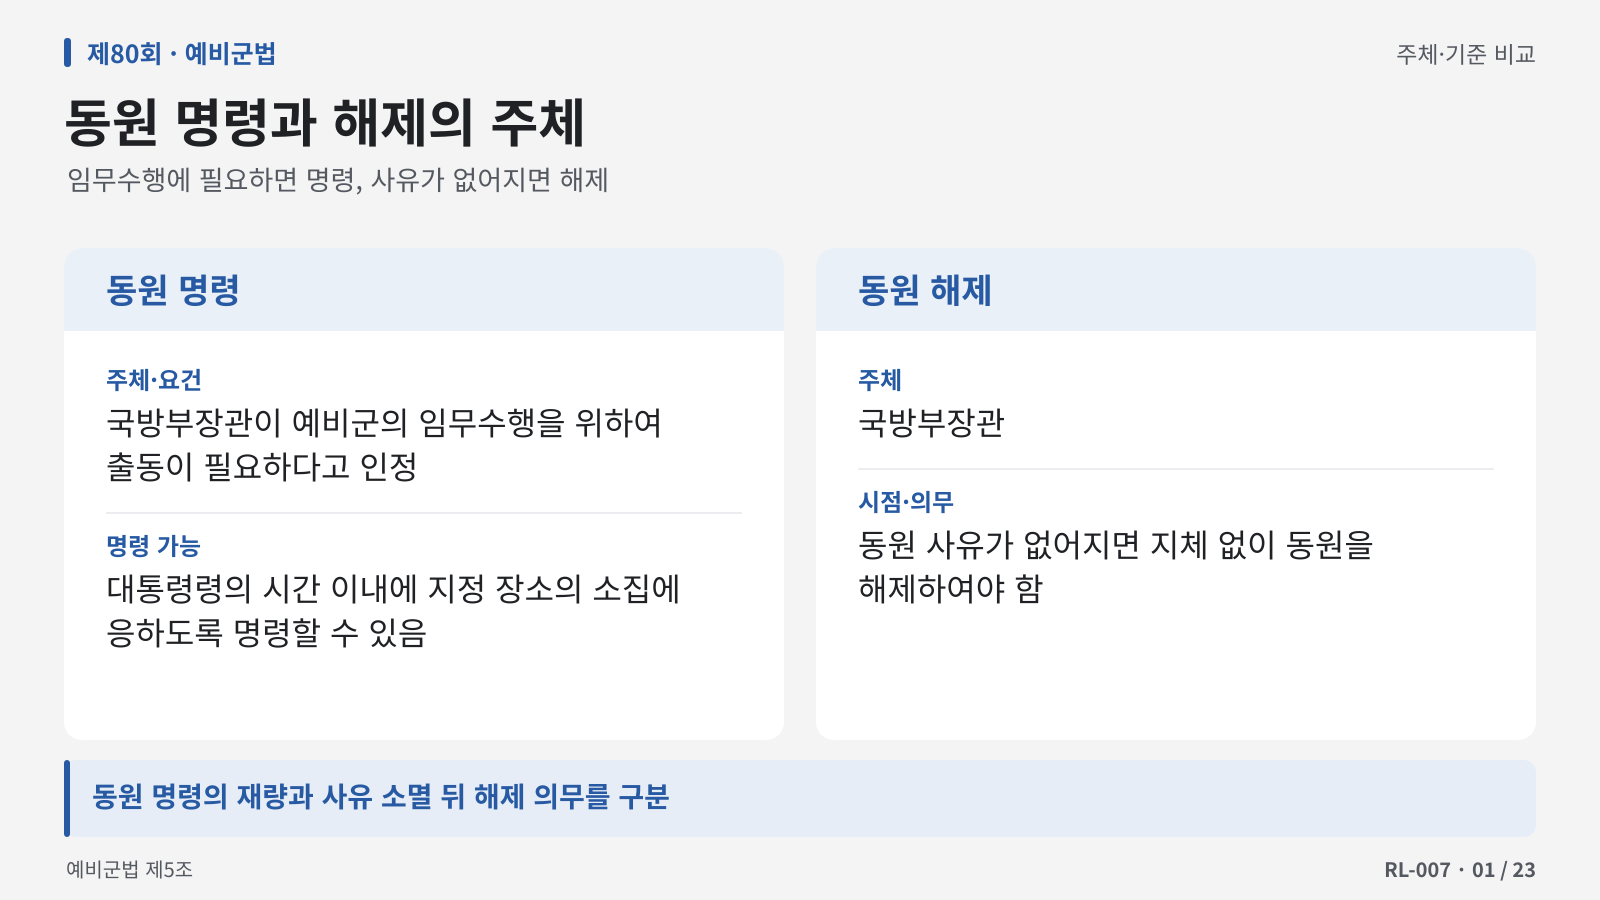 제80회 · 예비군법
주체·기준 비교
동원 명령과 해제의 주체
임무수행에 필요하면 명령, 사유가 없어지면 해제
동원 명령
주체·요건
국방부장관이 예비군의 임무수행을 위하여
출동이 필요하다고 인정
명령 가능
대통령령의 시간 이내에 지정 장소의 소집에
응하도록 명령할 수 있음
동원 해제
주체
국방부장관
시점·의무
동원 사유가 없어지면 지체 없이 동원을
해제하여야 함
동원 명령의 재량과 사유 소멸 뒤 해제 의무를 구분
예비군법 제5조
RL-007 · 01 / 23